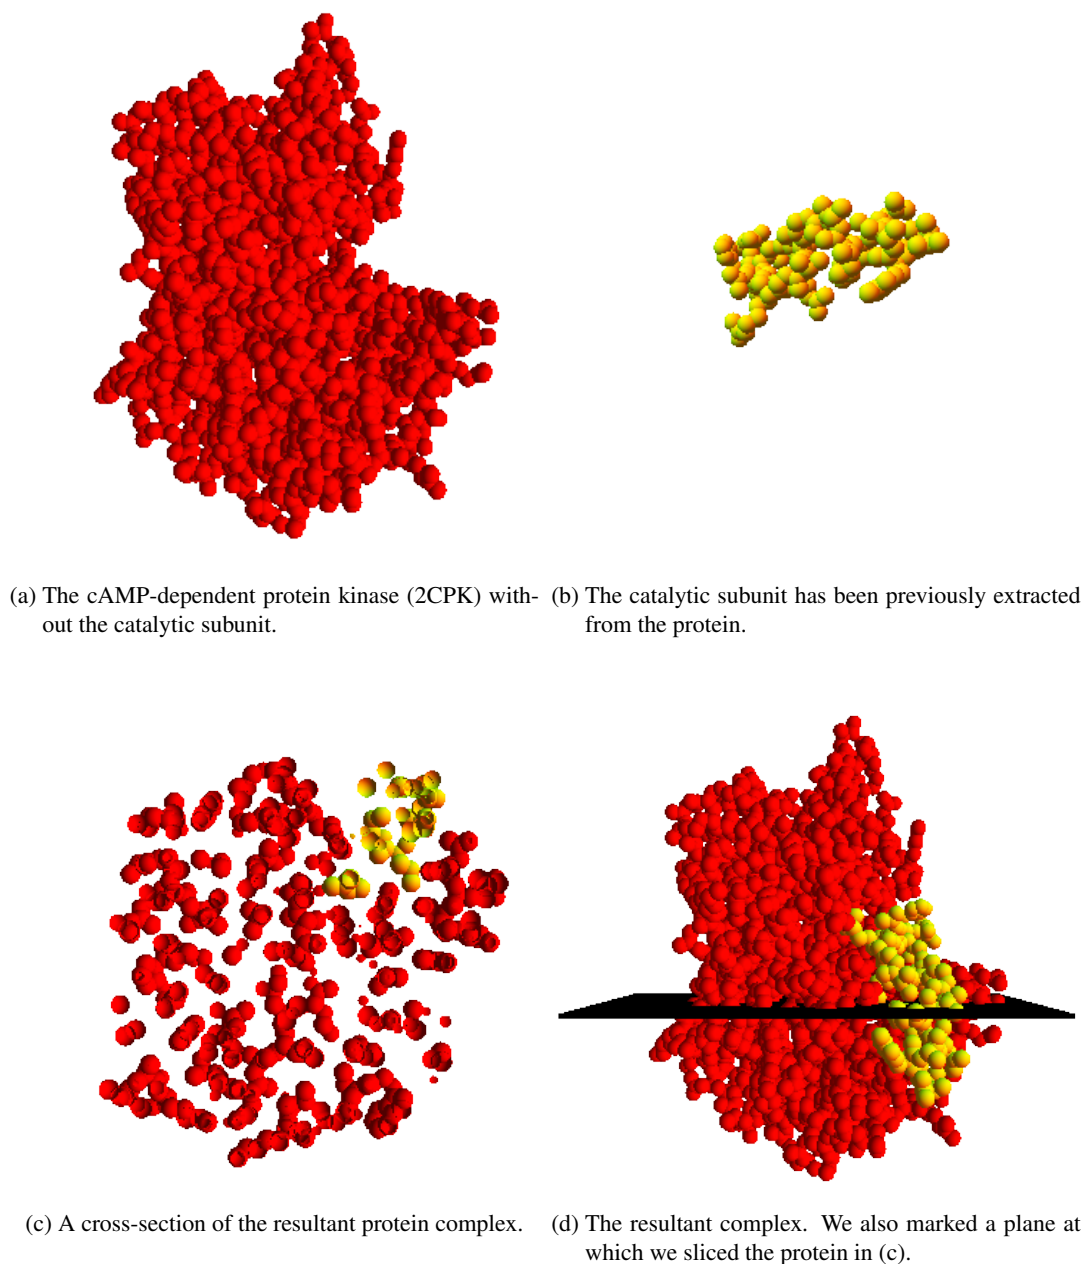 (a) The cAMP-dependent protein kinase (2CPK) with-
out the catalytic subunit.
(b) The catalytic subunit has been previously extracted
from the protein.
(c) A cross-section of the resultant protein complex.
(d) The resultant complex. We also marked a plane at
which we sliced the protein in (c).